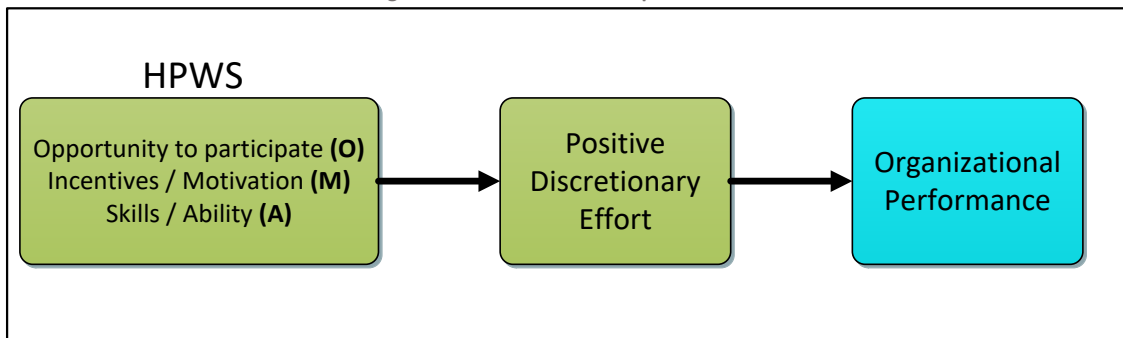 HPWS
Opportunity to participate (O)
Incentives / Motivation (M)
Skills / Ability (A)
Positive
Discretionary
Effort
Organizational
Performance